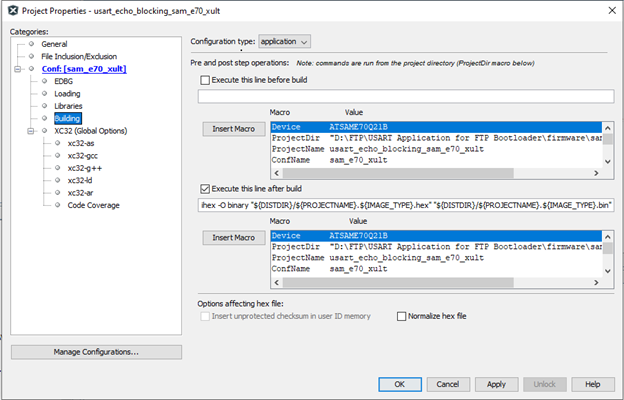 Project Properties - usart_echo_blocking_sam_e70_xult
Categories:
General
File Inclusion/Exclusion
Conf: [sam_e70_xult]
EDBG
Loading
Libraries
Building
XC32 (Global Options)
xc32-as
xc32-gcc
xc32-g++
xc32-ld
xc32-ar
Code Coverage
Manage Configurations...
Configuration type: application
Pre and post step operations: Note: commands are run from the project directory (ProjectDir macro below)
Execute this line before build
Macro Value
Insert Macro
Device ATSAME70Q21B
ProjectDir "D:\FTP\USART Application for FTP Bootloader\firmware\sam
ProjectName usart_echo_blocking_sam_e70_xult
ConfName sam_e70_xult
Execute this line after build
ihex -O binary "${DISTDIR}/${PROJECTNAME}.${IMAGE_TYPE}.hex" "${DISTDIR}/${PROJECTNAME}.${IMAGE_TYPE}.bin"
Macro Value
Insert Macro
Device ATSAME70Q21B
ProjectDir "D:\FTP\USART Application for FTP Bootloader\firmware\sam
ProjectName usart_echo_blocking_sam_e70_xult
ConfName sam_e70_xult
Options affecting hex file:
Insert unprotected checksum in user ID memory
Normalize hex file
OK Cancel Apply Unlock Help